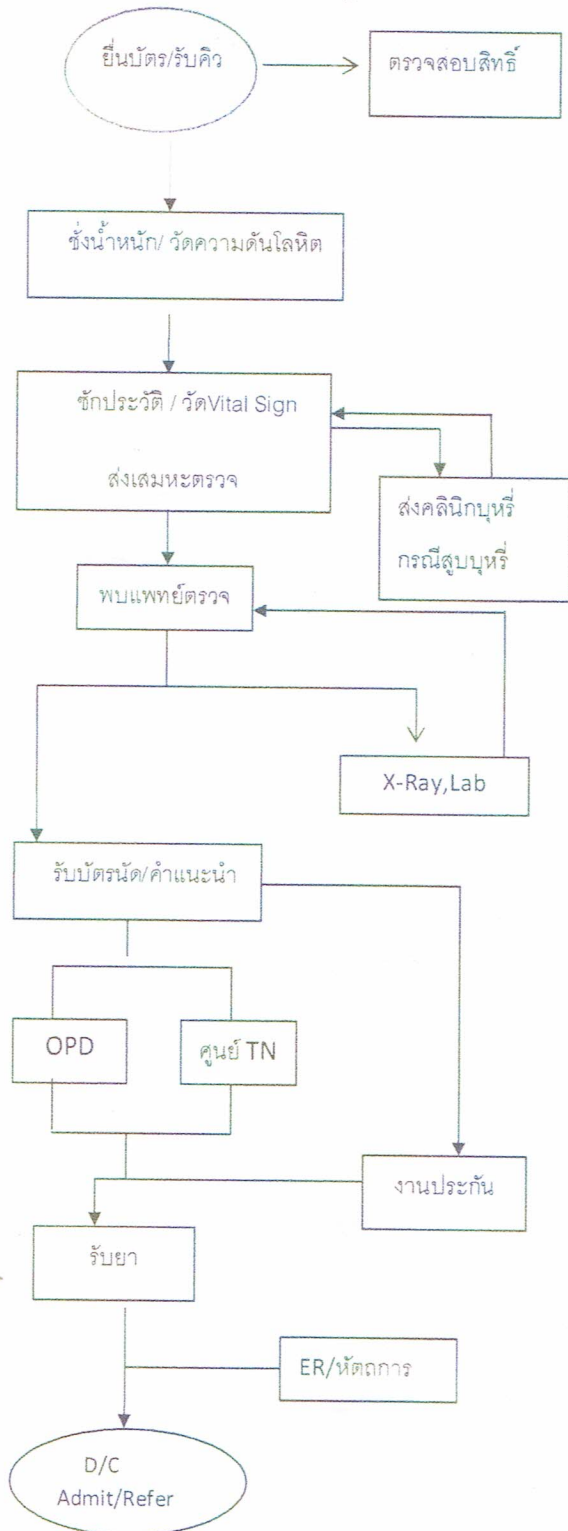 ยื่นบัตร/รับคิว
ตรวจสอบสิทธิ์
ชั่งน้ำหนัก/ วัดความดันโลหิต
ซักประวัติ / วัดVital Sign
ส่งเสมหะตรวจ
ส่งคลินิกบุหรี่
กรณีสูบบุหรี่
พบแพทย์ตรวจ
X-Ray,Lab
รับบัตรนัด/คำแนะนำ
OPD
ศูนย์ TN
งานประกัน
รับยา
ER/หัตถการ
D/C
Admit/Refer